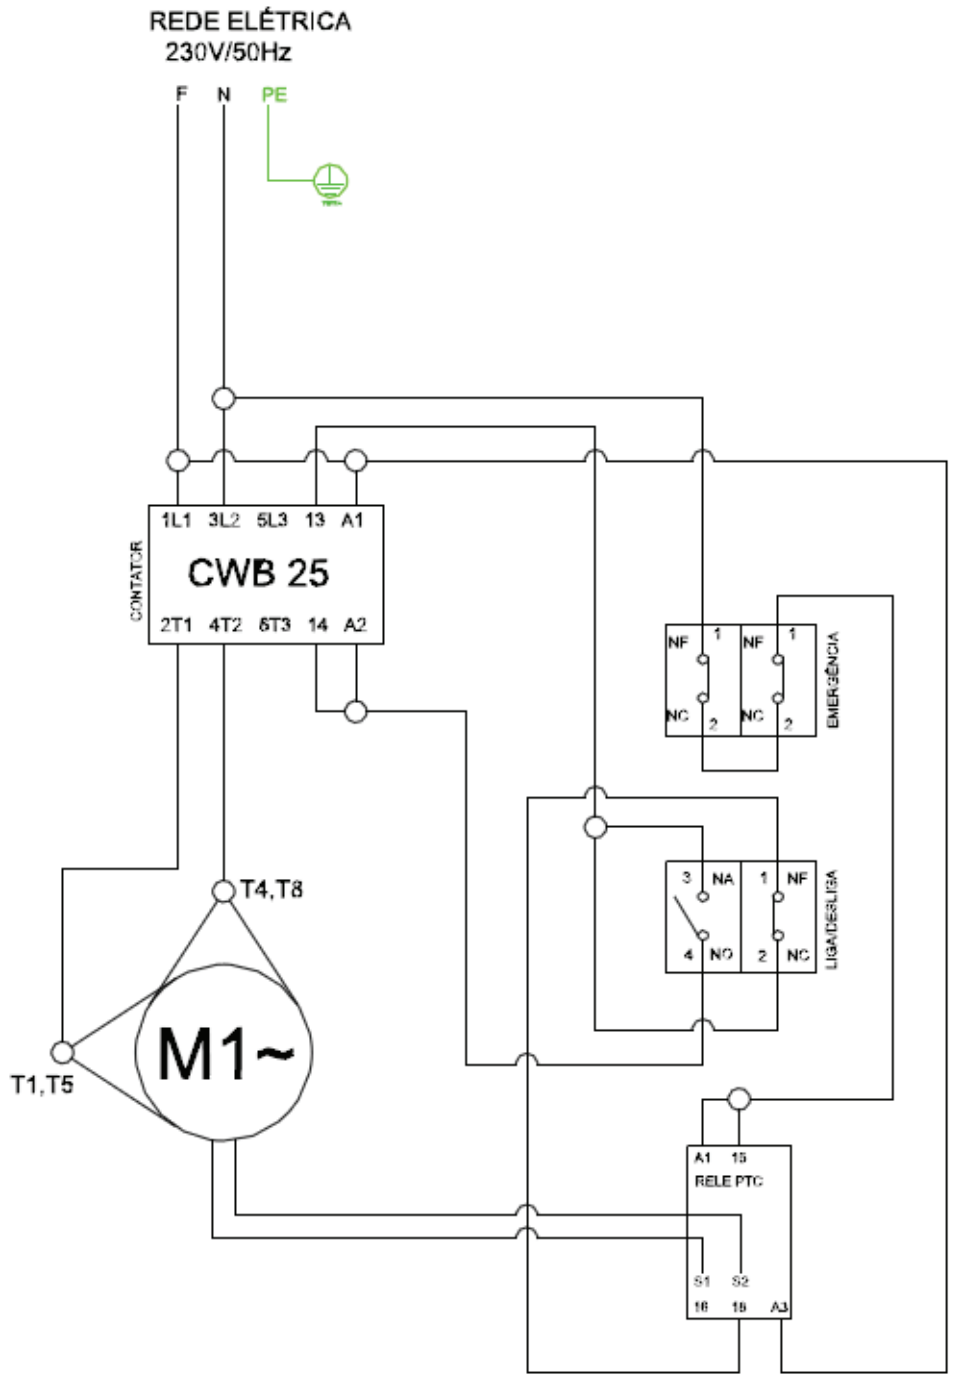 REDE ELÉTRICA
230V/50Hz
F N PE
1L1 3L2 5L3 13 A1
CONTATOR
CWB 25
2T1 4T2 6T3 14 A2
NF 1 NF 1
NC 2 NC 2
EMERGÊNCIA
3 NA 1 NF
4 NO 2 NC
LIGA/DESLIGA
T4,T8
M1~
T1,T5
A1 15
RELE PTC
S1 S2
16 18 A3